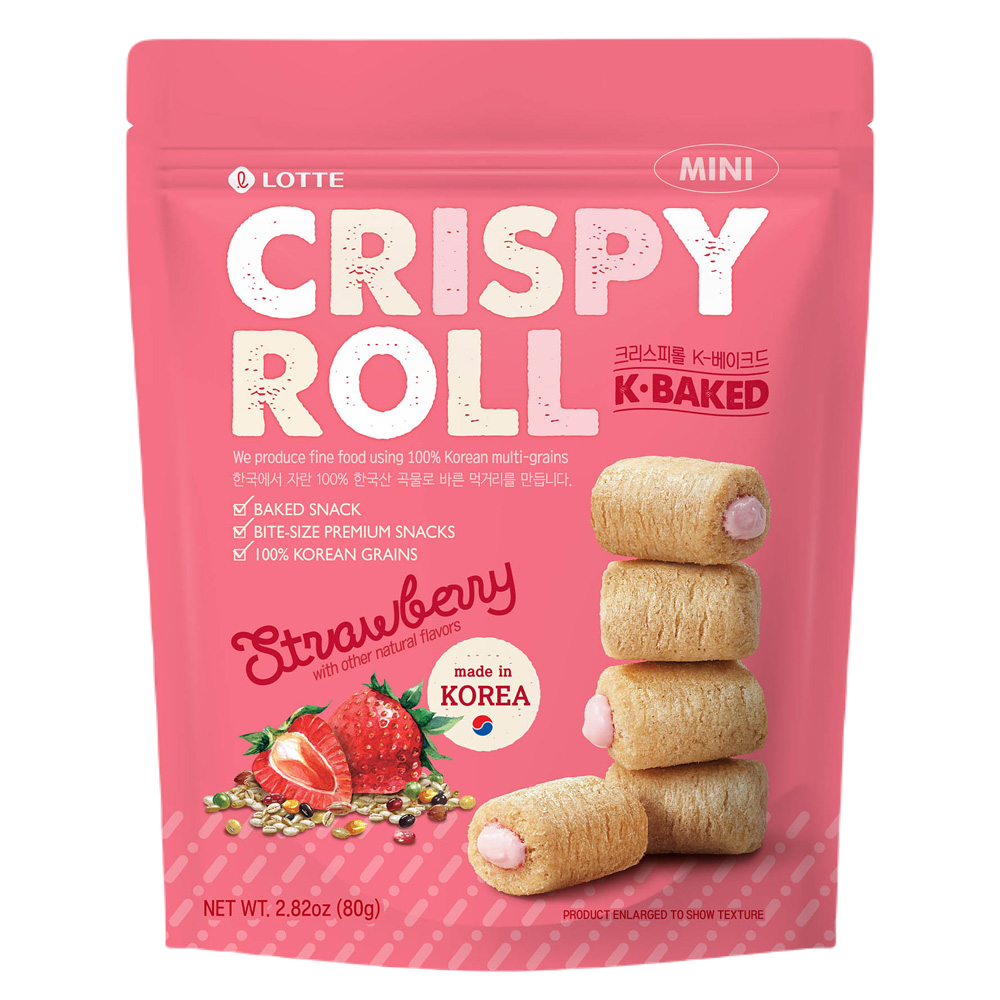 LOTTE
MINI
CRISPY
ROLL
크리스피롤 K-베이크드
K·BAKED
We produce fine food using 100% Korean multi-grains
한국에서 자란 100% 한국산 곡물로 바른 먹거리를 만듭니다.
BAKED SNACK
BITE-SIZE PREMIUM SNACKS
100% KOREAN GRAINS
Strawberry
with other natural flavors
made in
KOREA
NET WT. 2.82oz (80g)
PRODUCT ENLARGED TO SHOW TEXTURE